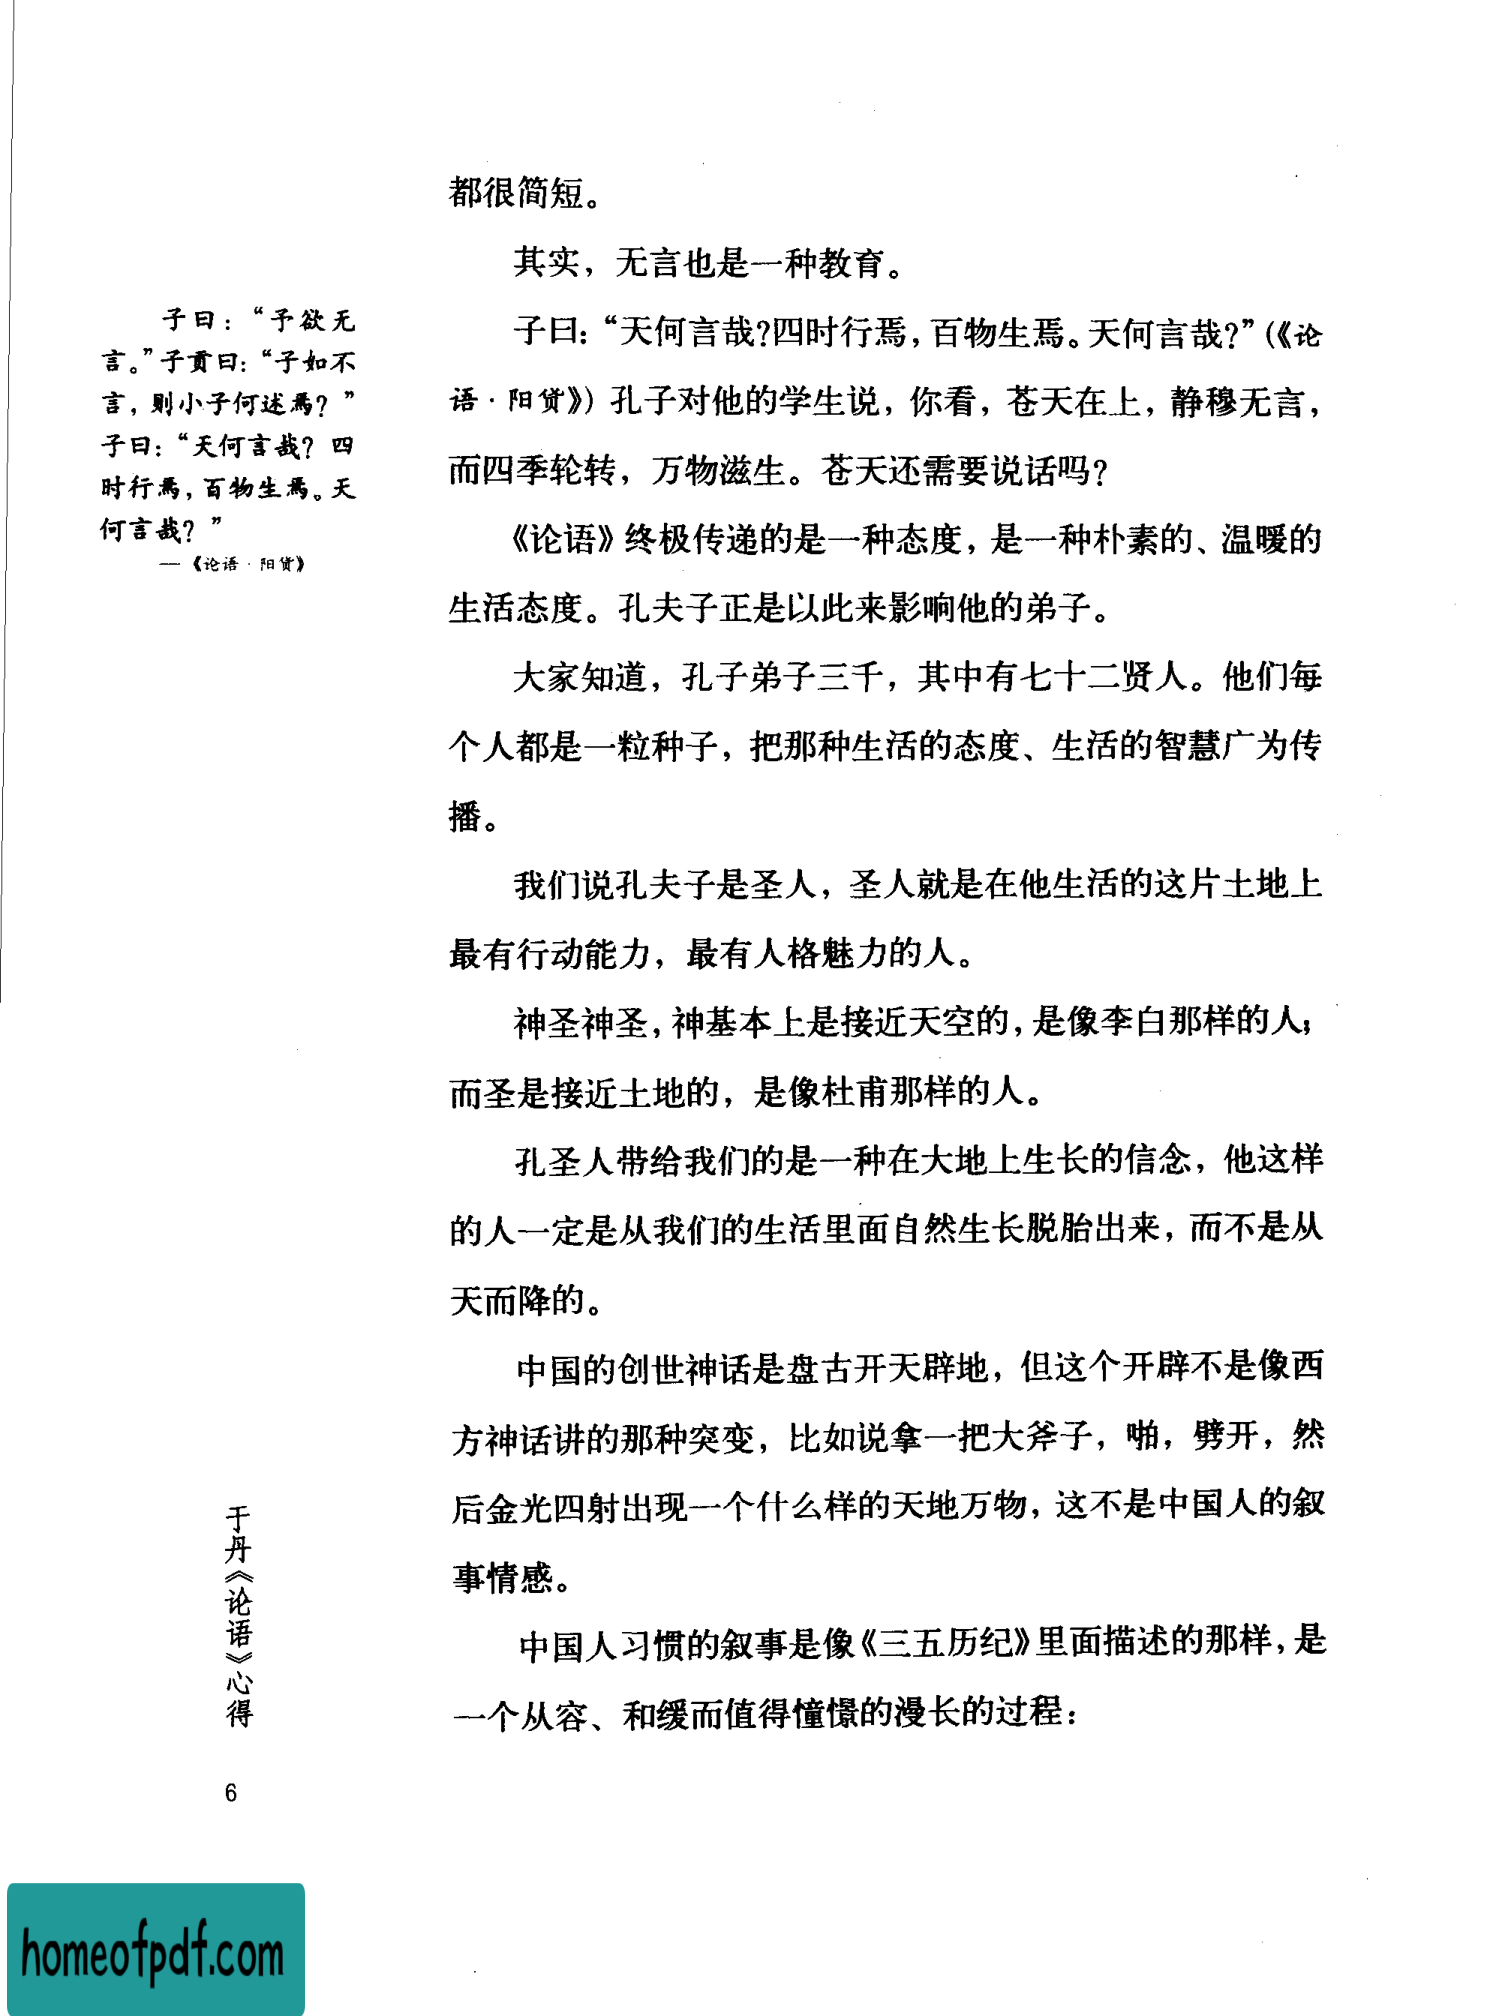 都很简短。
其实，无言也是一种教育。
子曰：“天何言哉?四时行焉，百物生焉。天何言哉?”(《论
语·阳货》）孔子对他的学生说，你看，苍天在上，静穆无言，
而四季轮转，万物滋生。苍天还需要说话吗？
《论语》终极传递的是一种态度，是一种朴素的、温暖的
生活态度。孔夫子正是以此来影响他的弟子。
大家知道，孔子弟子三千，其中有七十二贤人。他们每
个人都是一粒种子，把那种生活的态度、生活的智慧广为传
播。
我们说孔夫子是圣人，圣人就是在他生活的这片土地上
最有行动能力，最有人格魅力的人。
神圣神圣，神基本上是接近天空的，是像李白那样的人；
而圣是接近土地的，是像杜甫那样的人。
孔圣人带给我们的是一种在大地上生长的信念，他这样
的人一定是从我们的生活里面自然生长脱胎出来，而不是从
天而降的。
中国的创世神话是盘古开天辟地，但这个开辟不是像西
方神话讲的那种突变，比如说拿一把大斧子，啪，劈开，然
后金光四射出现一个什么样的天地万物，这不是中国人的叙
事情感。
中国人习惯的叙事是像《三五历纪》里面描述的那样，是
一个从容、和缓而值得憧憬的漫长的过程：
子曰：“予欲无
言。”子贡曰：“子如不
言，则小子何述焉？”
子曰：“天何言哉？四
时行焉，百物生焉。天
何言哉？”
—《论语·阳货》
于丹《论语》心得
6
homeofpdf.com